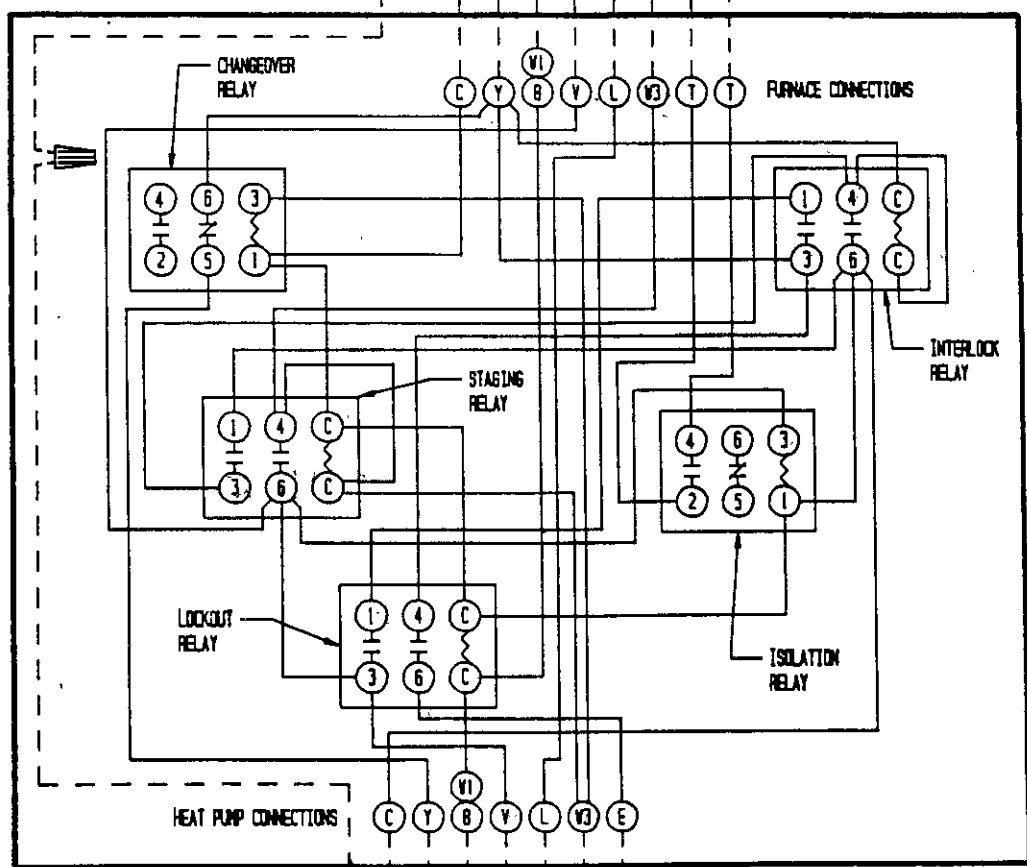 CHANGEOVER
RELAY
W1
C Y B V L W3 T T
FURNACE CONNECTIONS
4 6 3
2 5 1
1 4 C
3 6 C
INTERLOCK
RELAY
STAGING
RELAY
1 4 C
3 6 C
4 6 3
2 5 1
LOCKOUT
RELAY
1 4 C
3 6 C
ISOLATION
RELAY
W1
HEAT PUMP CONNECTIONS
C Y B V L W3 E